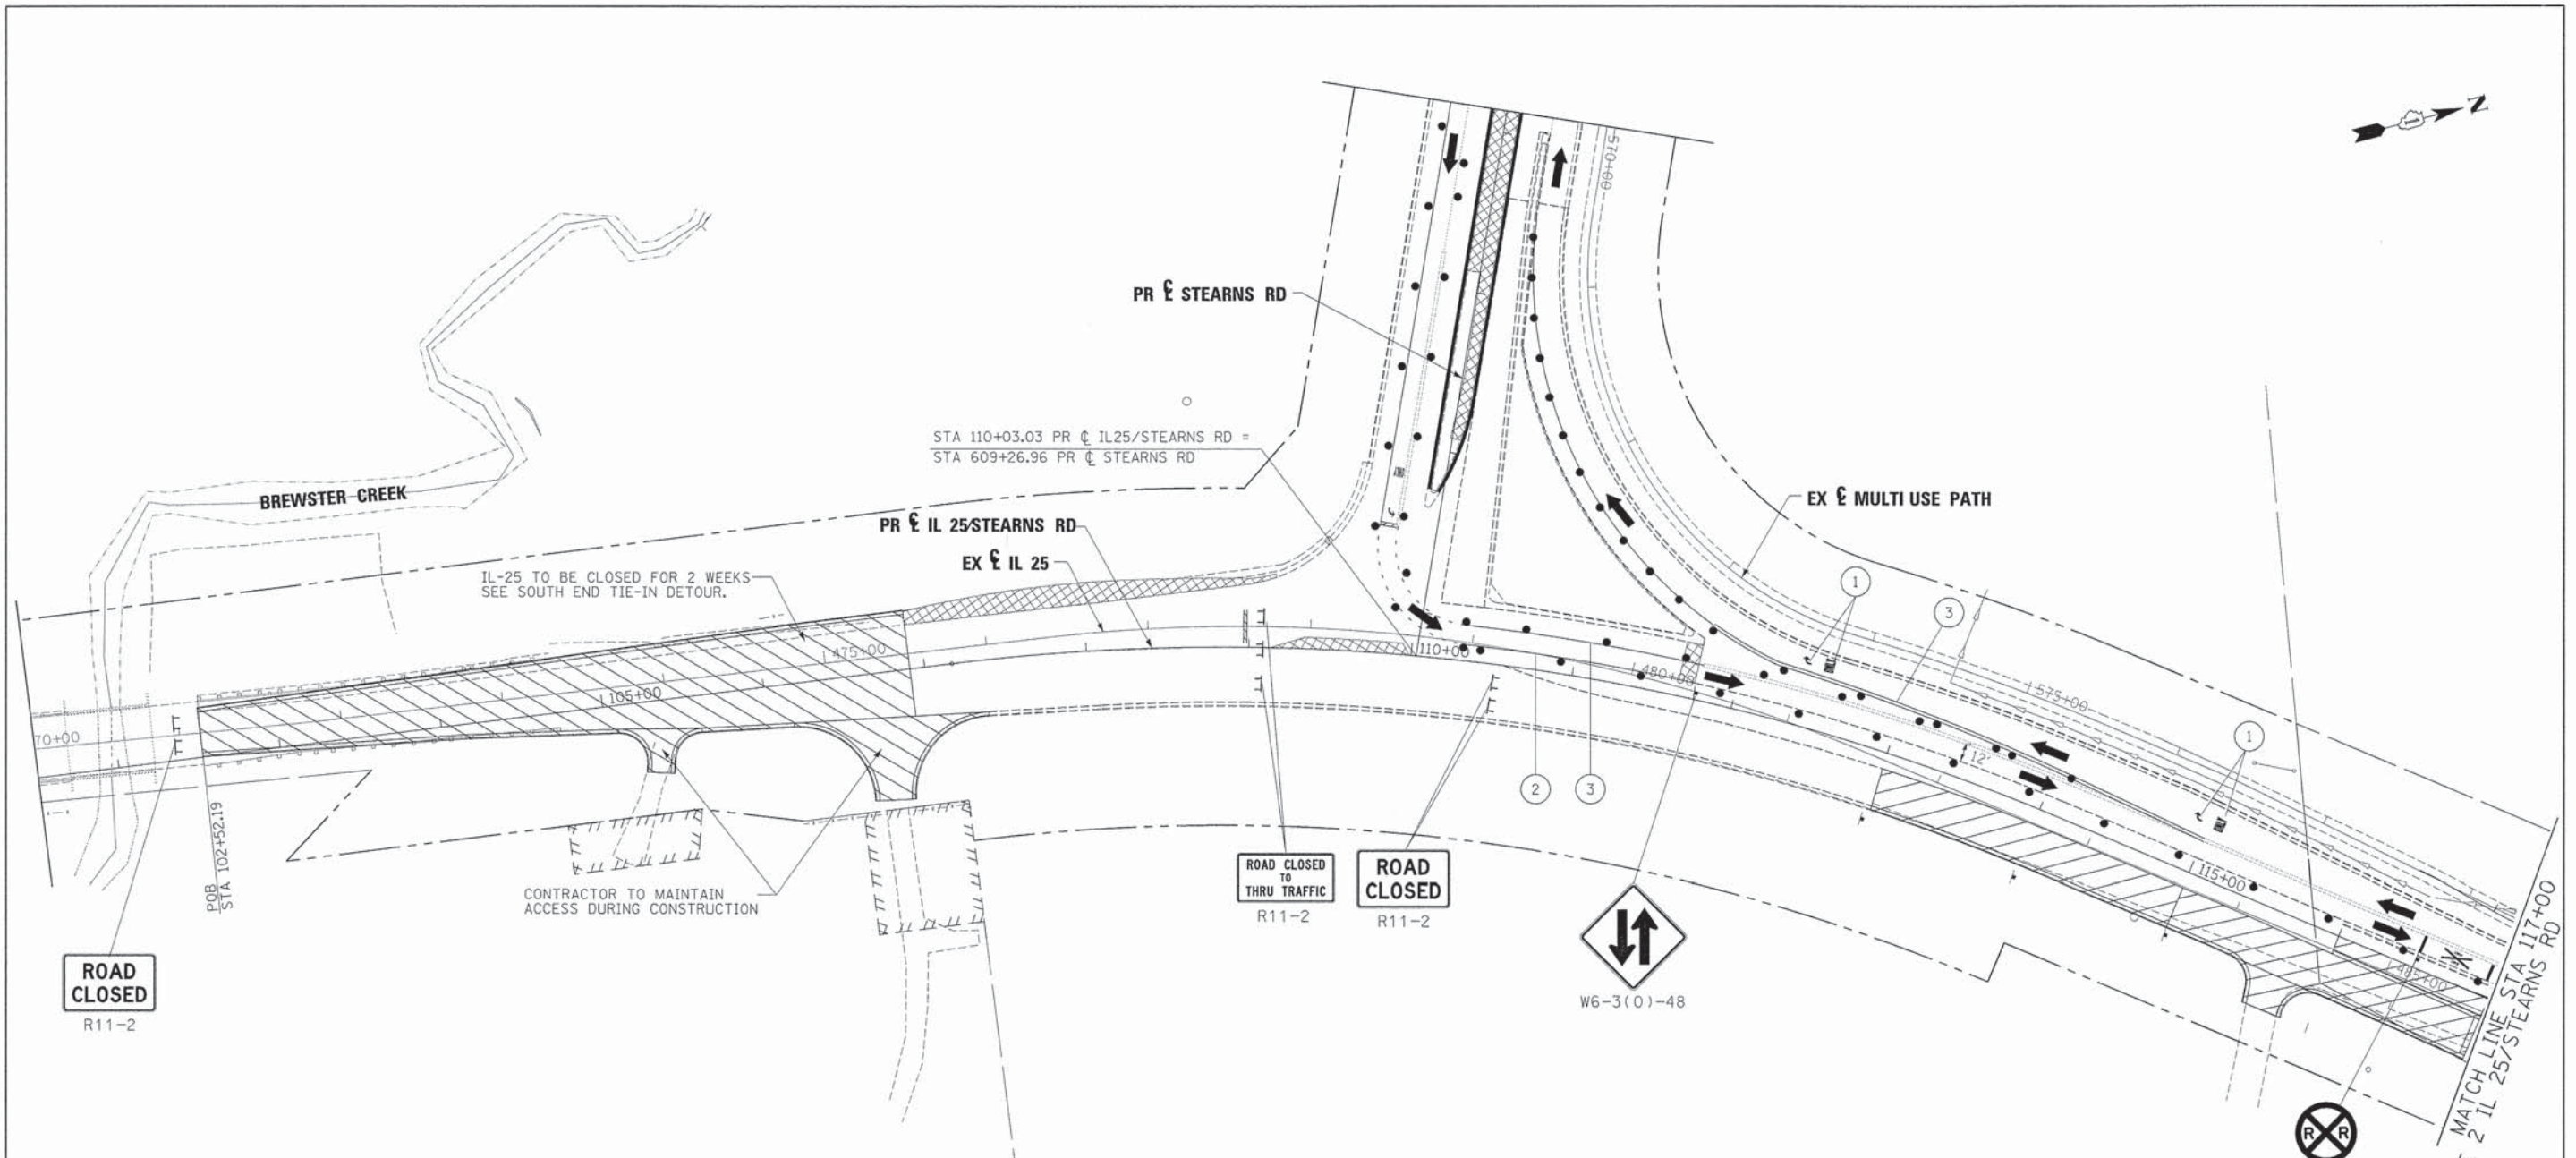 N
570+00
PR ℄ STEARNS RD
STA 110+03.03 PR ℄ IL25/STEARNS RD =
STA 609+26.96 PR ℄ STEARNS RD
BREWSTER CREEK
EX ℄ MULTI USE PATH
PR ℄ IL 25/STEARNS RD
EX ℄ IL 25
IL-25 TO BE CLOSED FOR 2 WEEKS
SEE SOUTH END TIE-IN DETOUR.
1
3
475+00
110+00
480+00
105+00
575+00
70+00
1
12'
2
3
POB
STA 102+52.19
CONTRACTOR TO MAINTAIN
ACCESS DURING CONSTRUCTION
ROAD CLOSED
TO
THRU TRAFFIC
R11-2
ROAD
CLOSED
R11-2
115+00
ROAD
CLOSED
R11-2
W6-3(O)-48
485+00
MATCH LINE STA 117+00
IL 25/STEARNS RD
R R